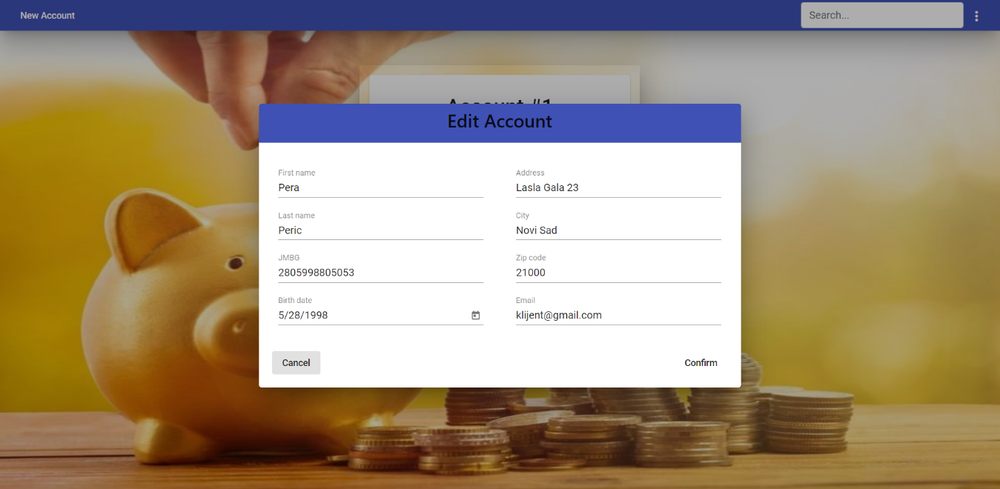 New Account
Search...
Account #1
Edit Account
First name
Pera
Address
Lasla Gala 23
Last name
Peric
City
Novi Sad
JMBG
2805998805053
Zip code
21000
Birth date
5/28/1998
Email
klijent@gmail.com
Cancel
Confirm